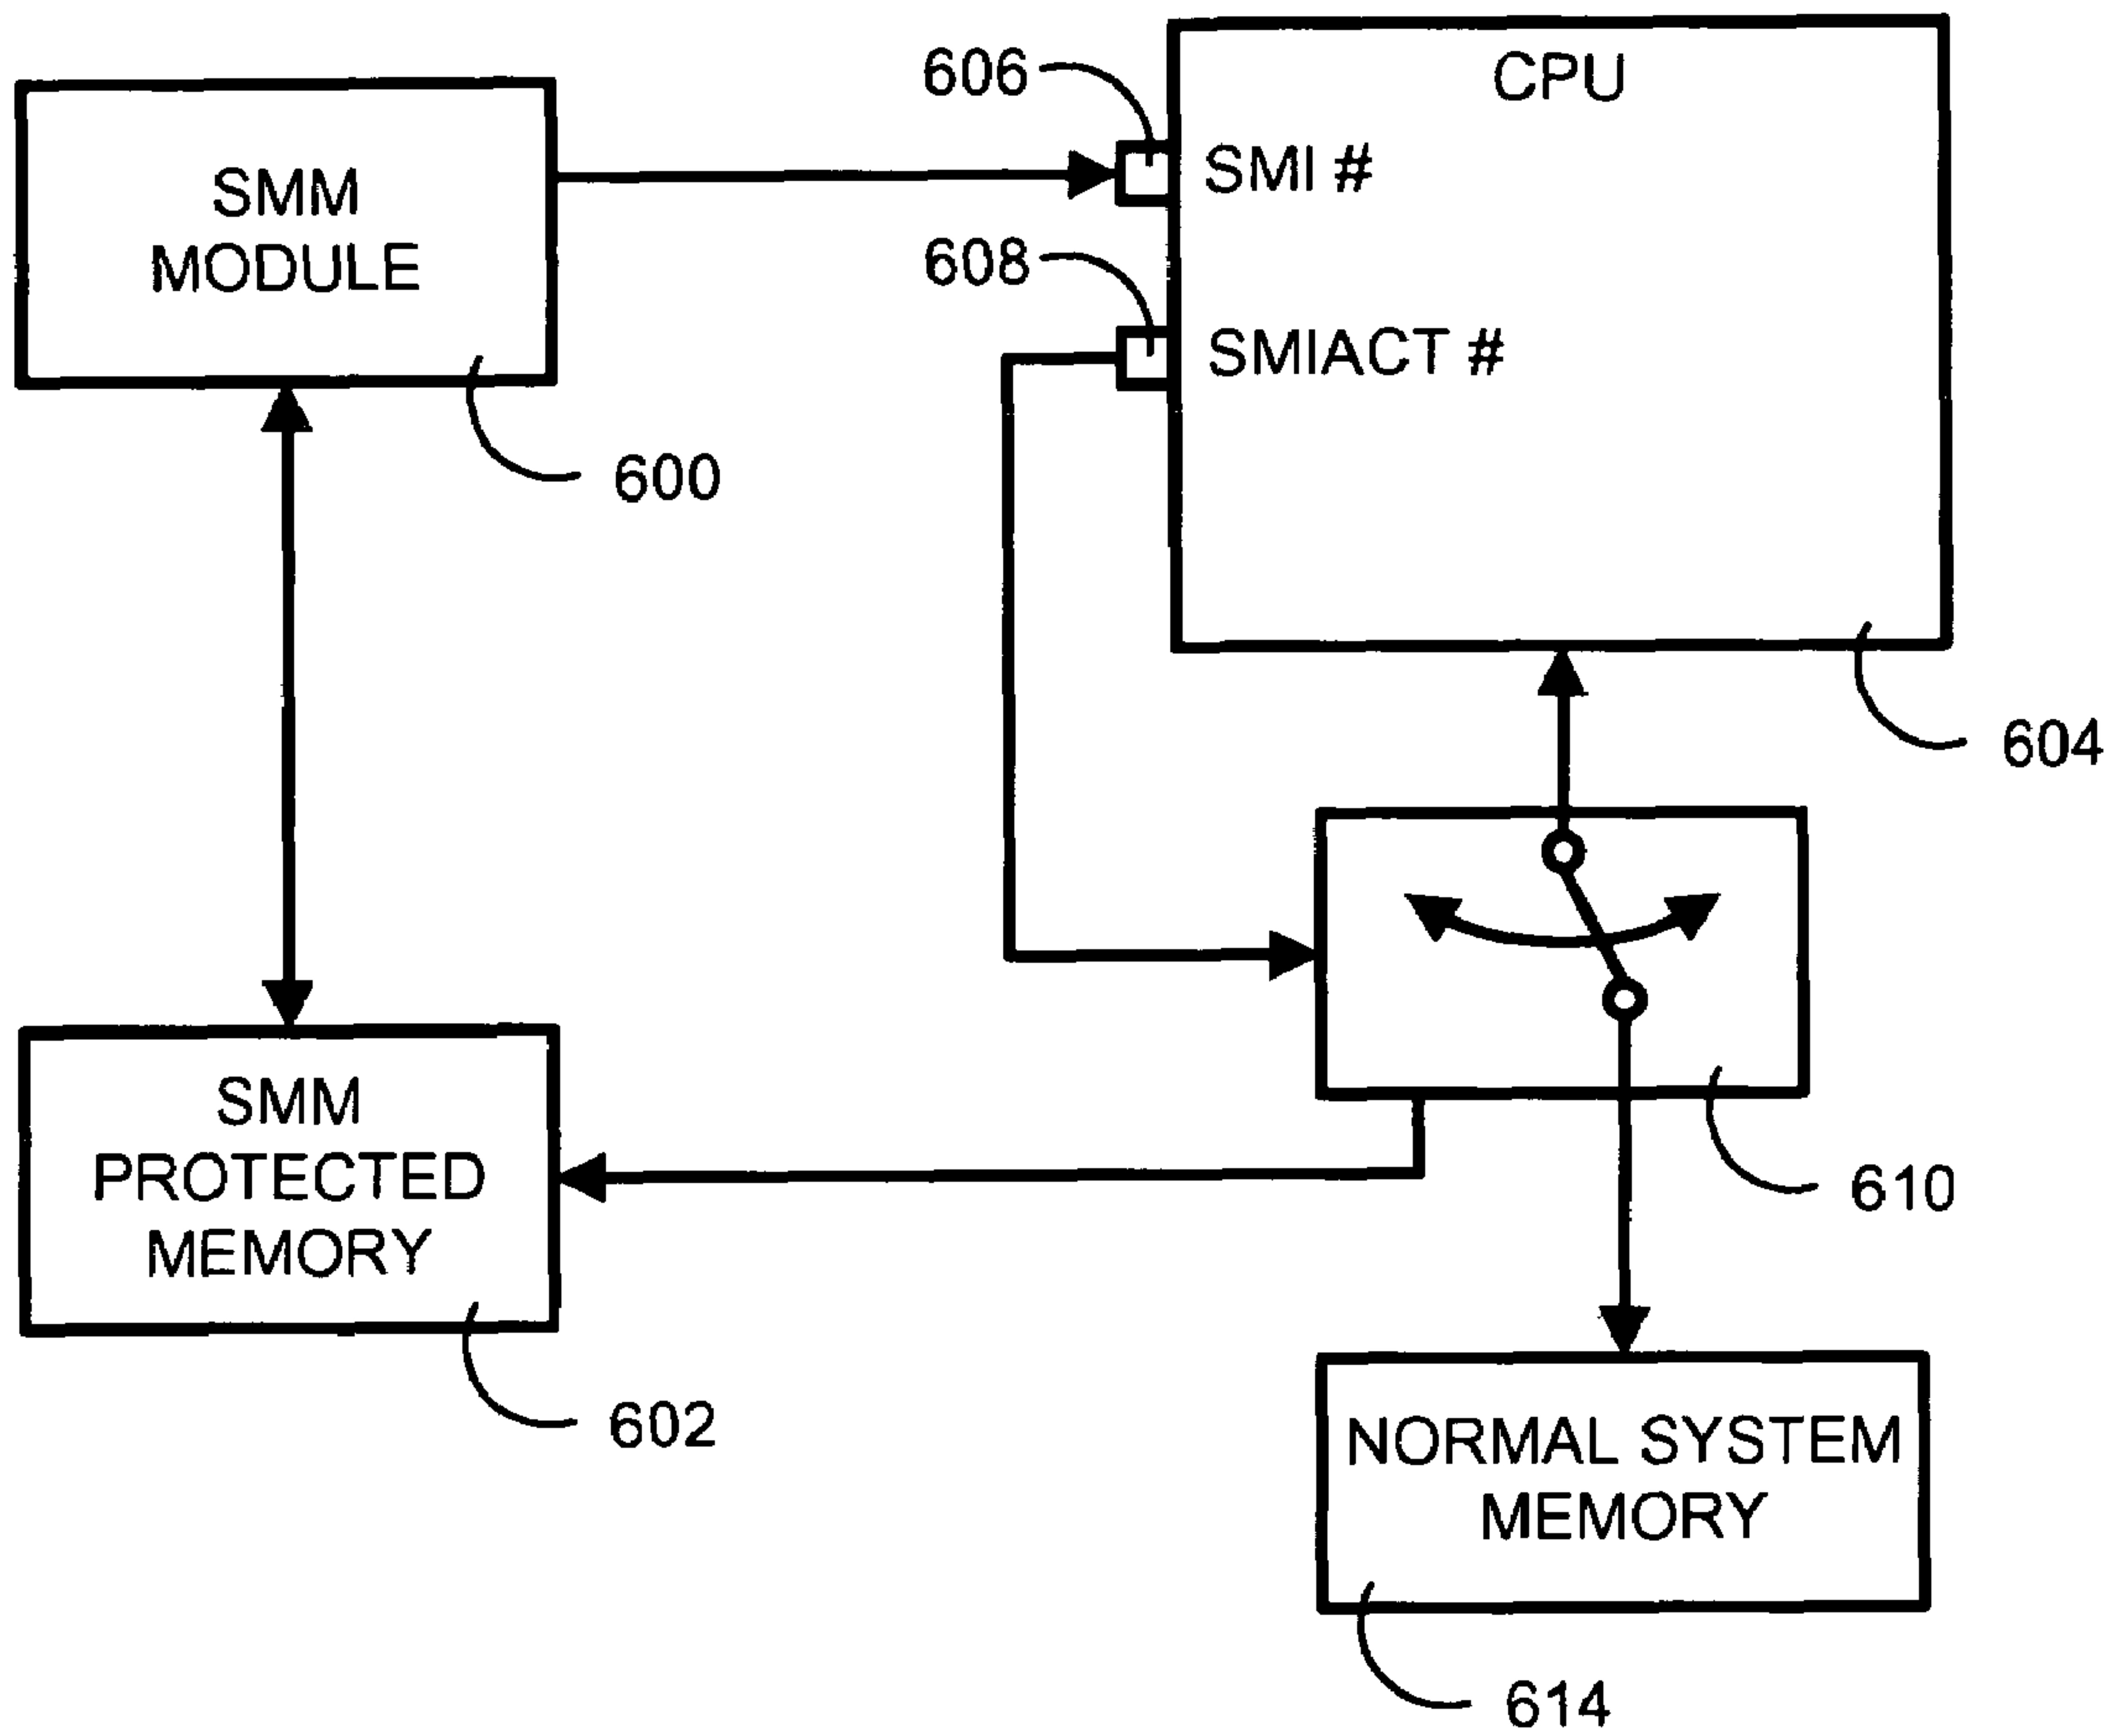 606
CPU
SMM
MODULE
SMI #
608
SMIACT #
600
604
SMM
PROTECTED
MEMORY
610
602
NORMAL SYSTEM
MEMORY
614